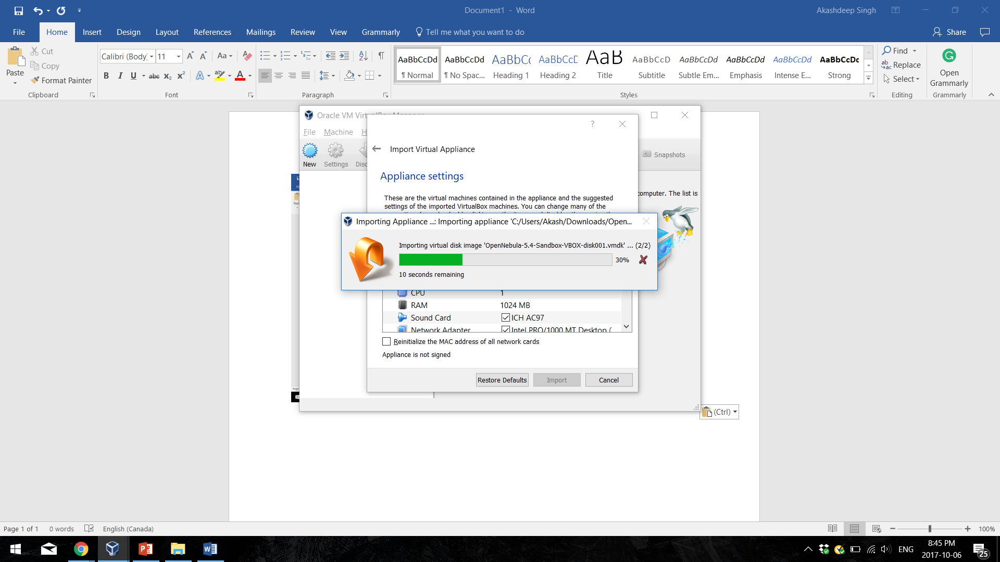 Document1 - Word
Akashdeep Singh
File
Home
Insert
Design
Layout
References
Mailings
Review
View
Grammarly
Tell me what you want to do
Share
Paste
Cut
Copy
Format Painter
Clipboard
Calibri (Body)
11
Aa
B I U abc x₂ x²
A
Font
Paragraph
AaBbCcDd
¶ Normal
AaBbCcDd
¶ No Spac...
AaBbCc
Heading 1
AaBbCcD
Heading 2
AaB
Title
AaBbCcD
Subtitle
AaBbCcDd
Subtle Em...
AaBbCcDd
Emphasis
AaBbCcDd
Intense E...
AaBbCcDc
Strong
Styles
Find
Replace
Select
Editing
Open
Grammarly
Grammarly
Oracle VM VirtualBox Manager
File
Machine
H
New
Settings
Disc
Snapshots
computer. The list is
?
Import Virtual Appliance
Appliance settings
These are the virtual machines contained in the appliance and the suggested
settings of the imported VirtualBox machines. You can change many of the
Importing Appliance ...: Importing appliance 'C:/Users/Akash/Downloads/Open...
Importing virtual disk image 'OpenNebula-5.4-Sandbox-VBOX-disk001.vmdk' ... (2/2)
30%
10 seconds remaining
CPU
1
RAM
1024 MB
Sound Card
ICH AC97
Network Adapter
Intel PRO/1000 MT Desktop (
Reinitialize the MAC address of all network cards
Appliance is not signed
Restore Defaults
Import
Cancel
(Ctrl)
Page 1 of 1
0 words
English (Canada)
100%
ENG
8:45 PM
2017-10-06
25